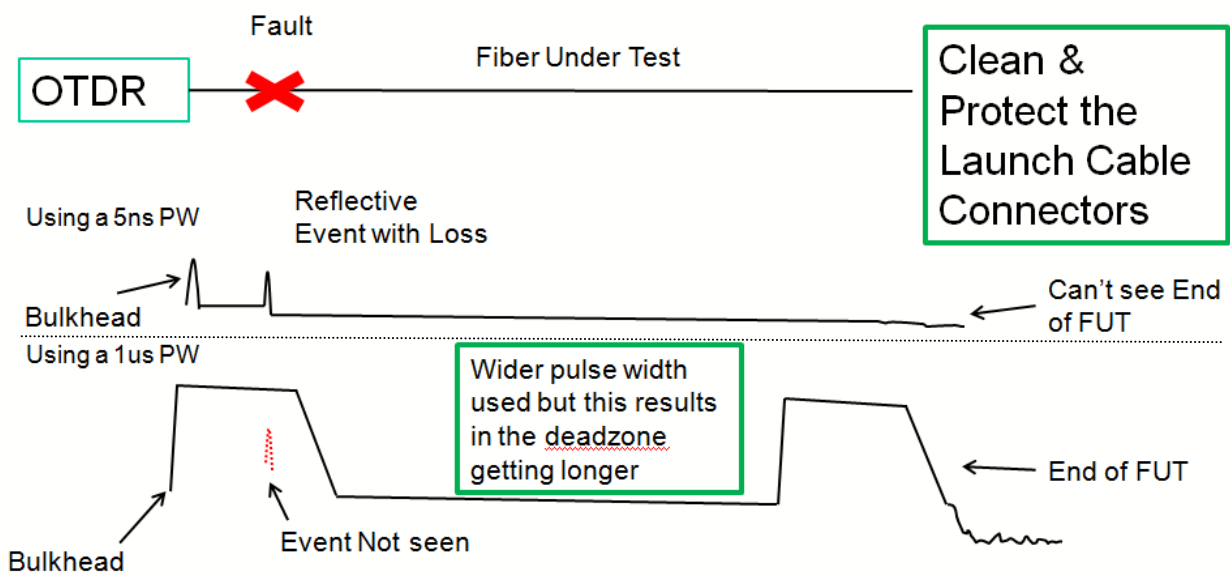 Fault
OTDR
Fiber Under Test
Clean &
Protect the
Launch Cable
Connectors
Using a 5ns PW
Reflective
Event with Loss
Bulkhead
Can't see End
of FUT
Using a 1us PW
Wider pulse width
used but this results
in the deadzone
getting longer
End of FUT
Event Not seen
Bulkhead